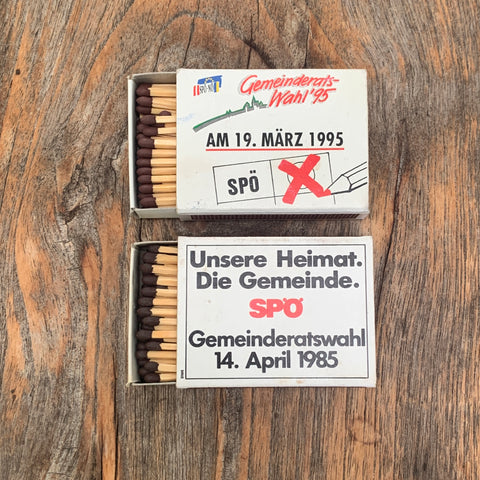 Gemeinderats-
Wahl '95
AM 19. MÄRZ 1995
SPÖ
Unsere Heimat.
Die Gemeinde.
SPÖ
Gemeinderatswahl
14. April 1985